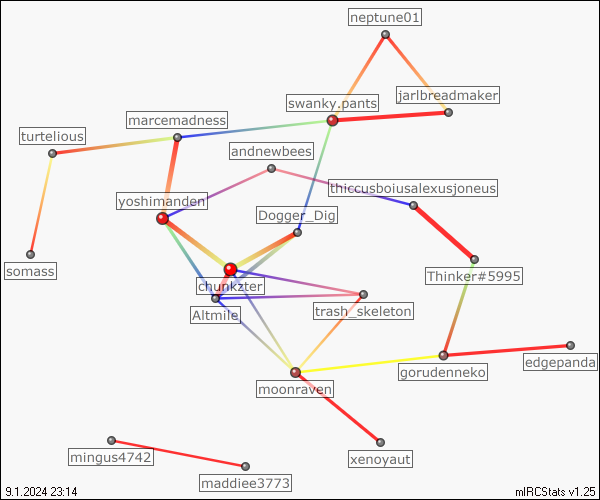 neptune01
jarlbreadmaker
swanky.pants
marcemadness
turtelious
andnewbees
thiccusboiusalexusjoneus
yoshimanden
Dogger_Dig
somass
Thinker#5995
chunkzter
Altmile
trash_skeleton
edgepanda
gorudenneko
moonraven
mingus4742
xenoyaut
maddiee3773
9.1.2024 23:14
mIRCStats v1.25